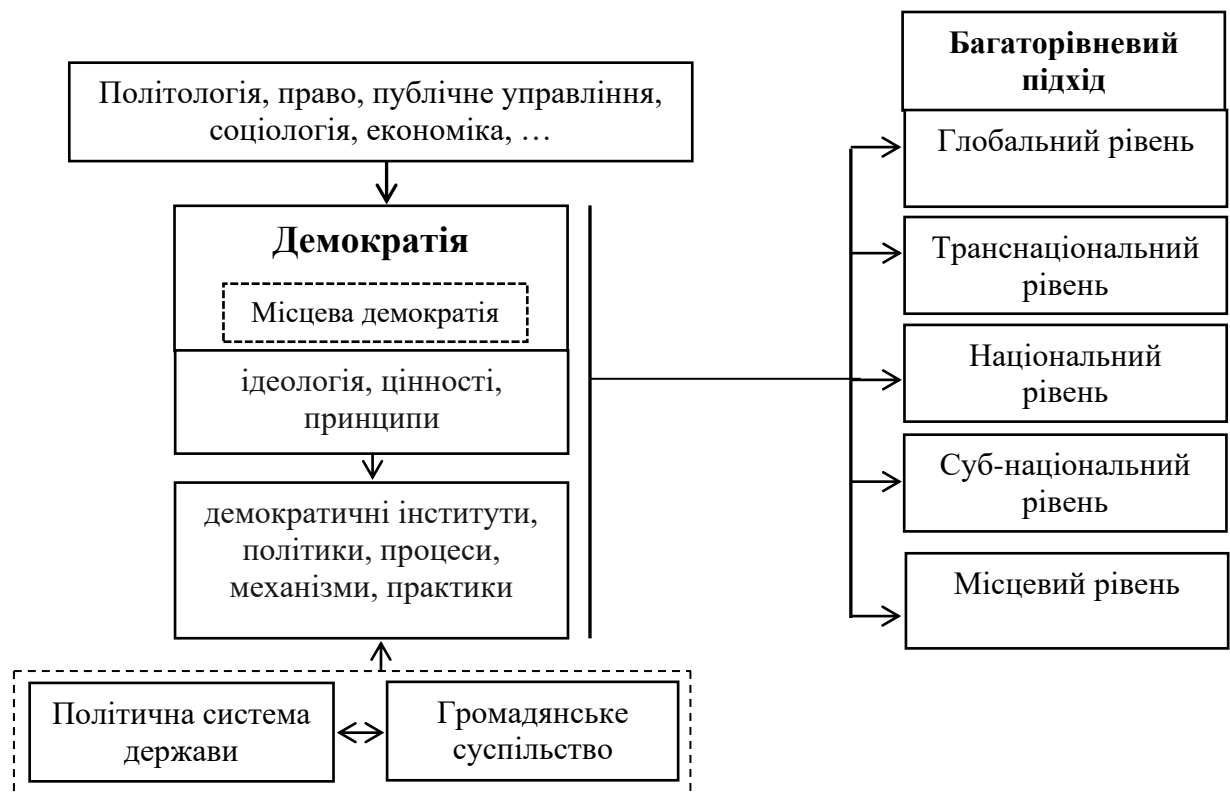 Політологія, право, публічне управління,
соціологія, економіка, …
Демократія
Місцева демократія
ідеологія, цінності,
принципи
демократичні інститути,
політики, процеси,
механізми, практики
Політична система
держави
Громадянське
суспільство
Багаторівневий
підхід
Глобальний рівень
Транснаціональний
рівень
Національний
рівень
Суб-національний
рівень
Місцевий рівень